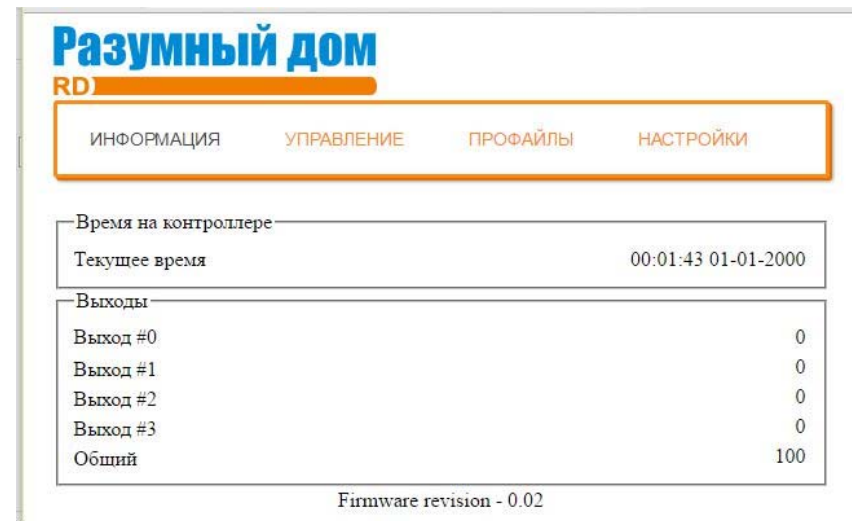 Разумный дом
RD
ИНФОРМАЦИЯ УПРАВЛЕНИЕ ПРОФАЙЛЫ НАСТРОЙКИ
Время на контроллере
Текущее время 00:01:43 01-01-2000
Выходы
Выход #0 0
Выход #1 0
Выход #2 0
Выход #3 0
Общий 100
Firmware revision - 0.02